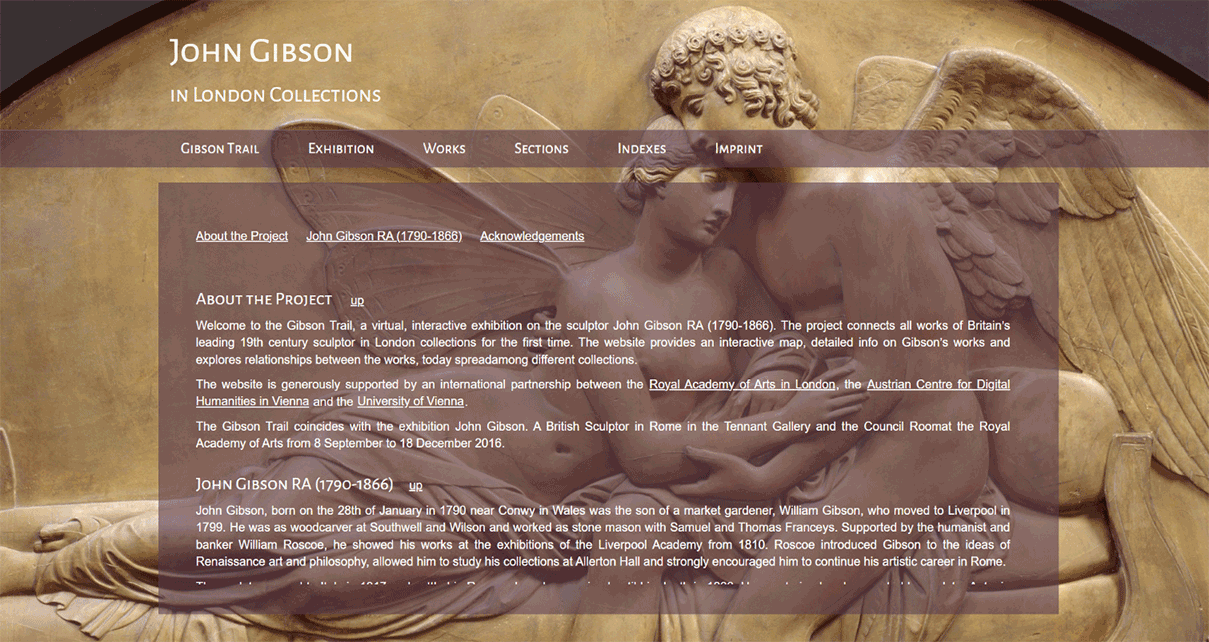 John Gibson
in London Collections
Gibson Trail Exhibition Works Sections Indexes Imprint
About the Project John Gibson RA (1790-1866) Acknowledgements
About the Project up
Welcome to the Gibson Trail, a virtual, interactive exhibition on the sculptor John Gibson RA (1790-1866). The project connects all works of Britain's
leading 19th century sculptor in London collections for the first time. The website provides an interactive map, detailed info on Gibson's works and
explores relationships between the works, today spreadamong different collections.
The website is generously supported by an international partnership between the Royal Academy of Arts in London, the Austrian Centre for Digital
Humanities in Vienna and the University of Vienna.
The Gibson Trail coincides with the exhibition John Gibson. A British Sculptor in Rome in the Tennant Gallery and the Council Roomat the Royal
Academy of Arts from 8 September to 18 December 2016.
John Gibson RA (1790-1866) up
John Gibson, born on the 28th of January in 1790 near Conwy in Wales was the son of a market gardener, William Gibson, who moved to Liverpool in
1799. He was as woodcarver at Southwell and Wilson and worked as stone mason with Samuel and Thomas Franceys. Supported by the humanist and
banker William Roscoe, he showed his works at the exhibitions of the Liverpool Academy from 1810. Roscoe introduced Gibson to the ideas of
Renaissance art and philosophy, allowed him to study his collections at Allerton Hall and strongly encouraged him to continue his artistic career in Rome.